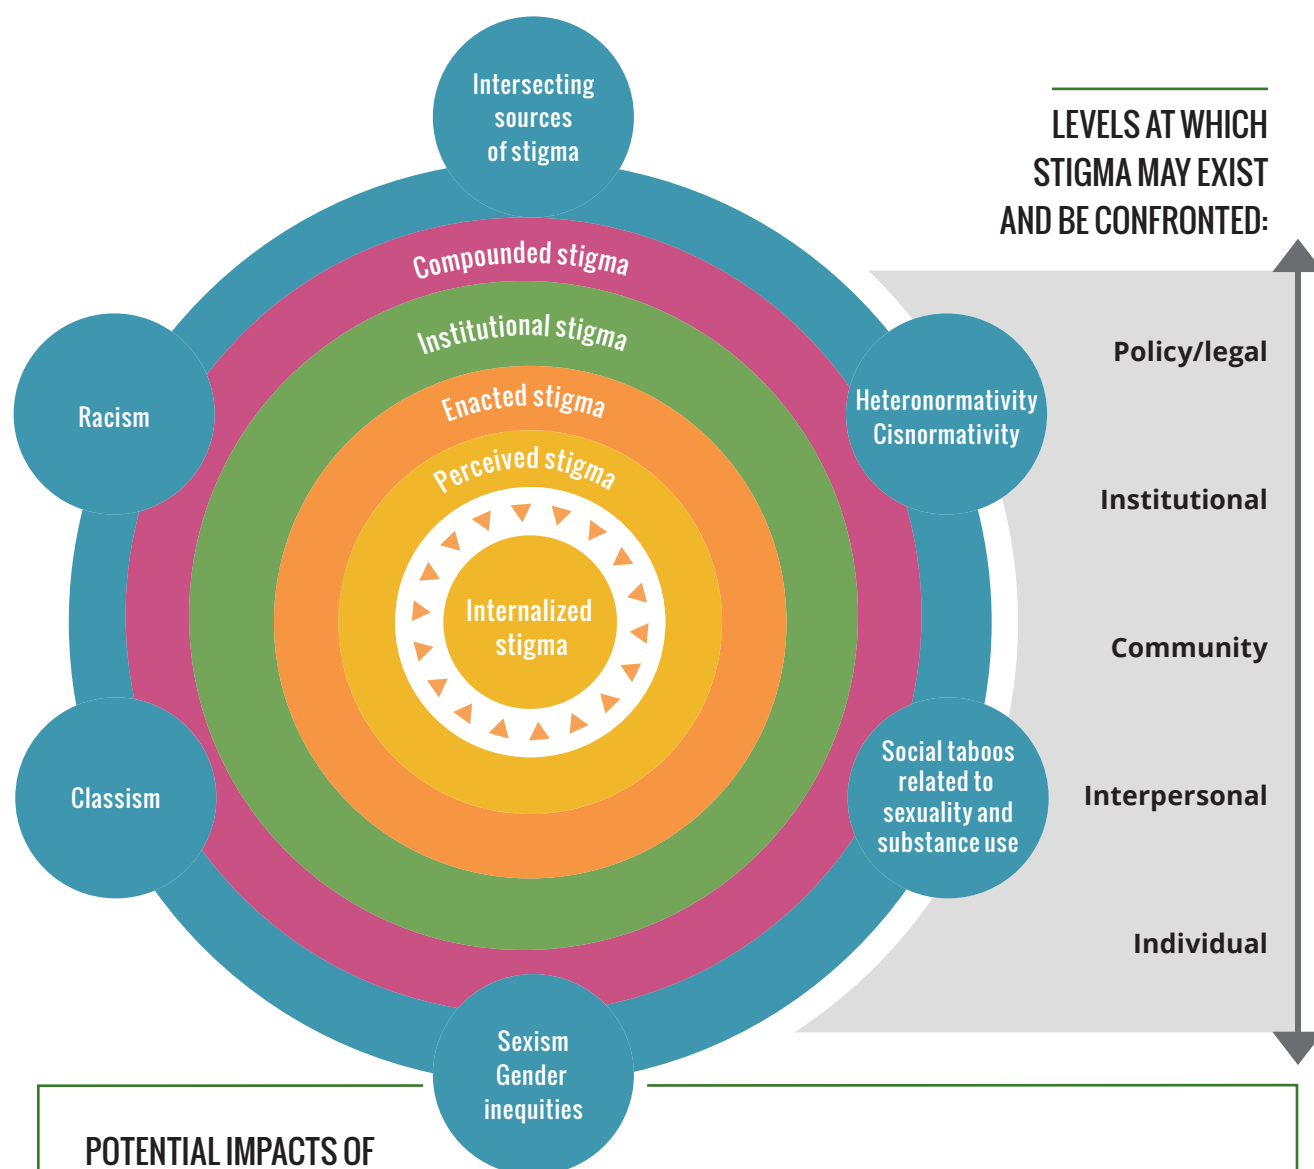 Intersecting
sources
of stigma
LEVELS AT WHICH
STIGMA MAY EXIST
AND BE CONFRONTED:
Compounded stigma
Institutional stigma
Enacted stigma
Perceived stigma
Internalized
stigma
Racism
Heteronormativity
Cisnormativity
Classism
Social taboos
related to
sexuality and
substance use
Sexism
Gender
inequities
Policy/legal
Institutional
Community
Interpersonal
Individual
POTENTIAL IMPACTS OF